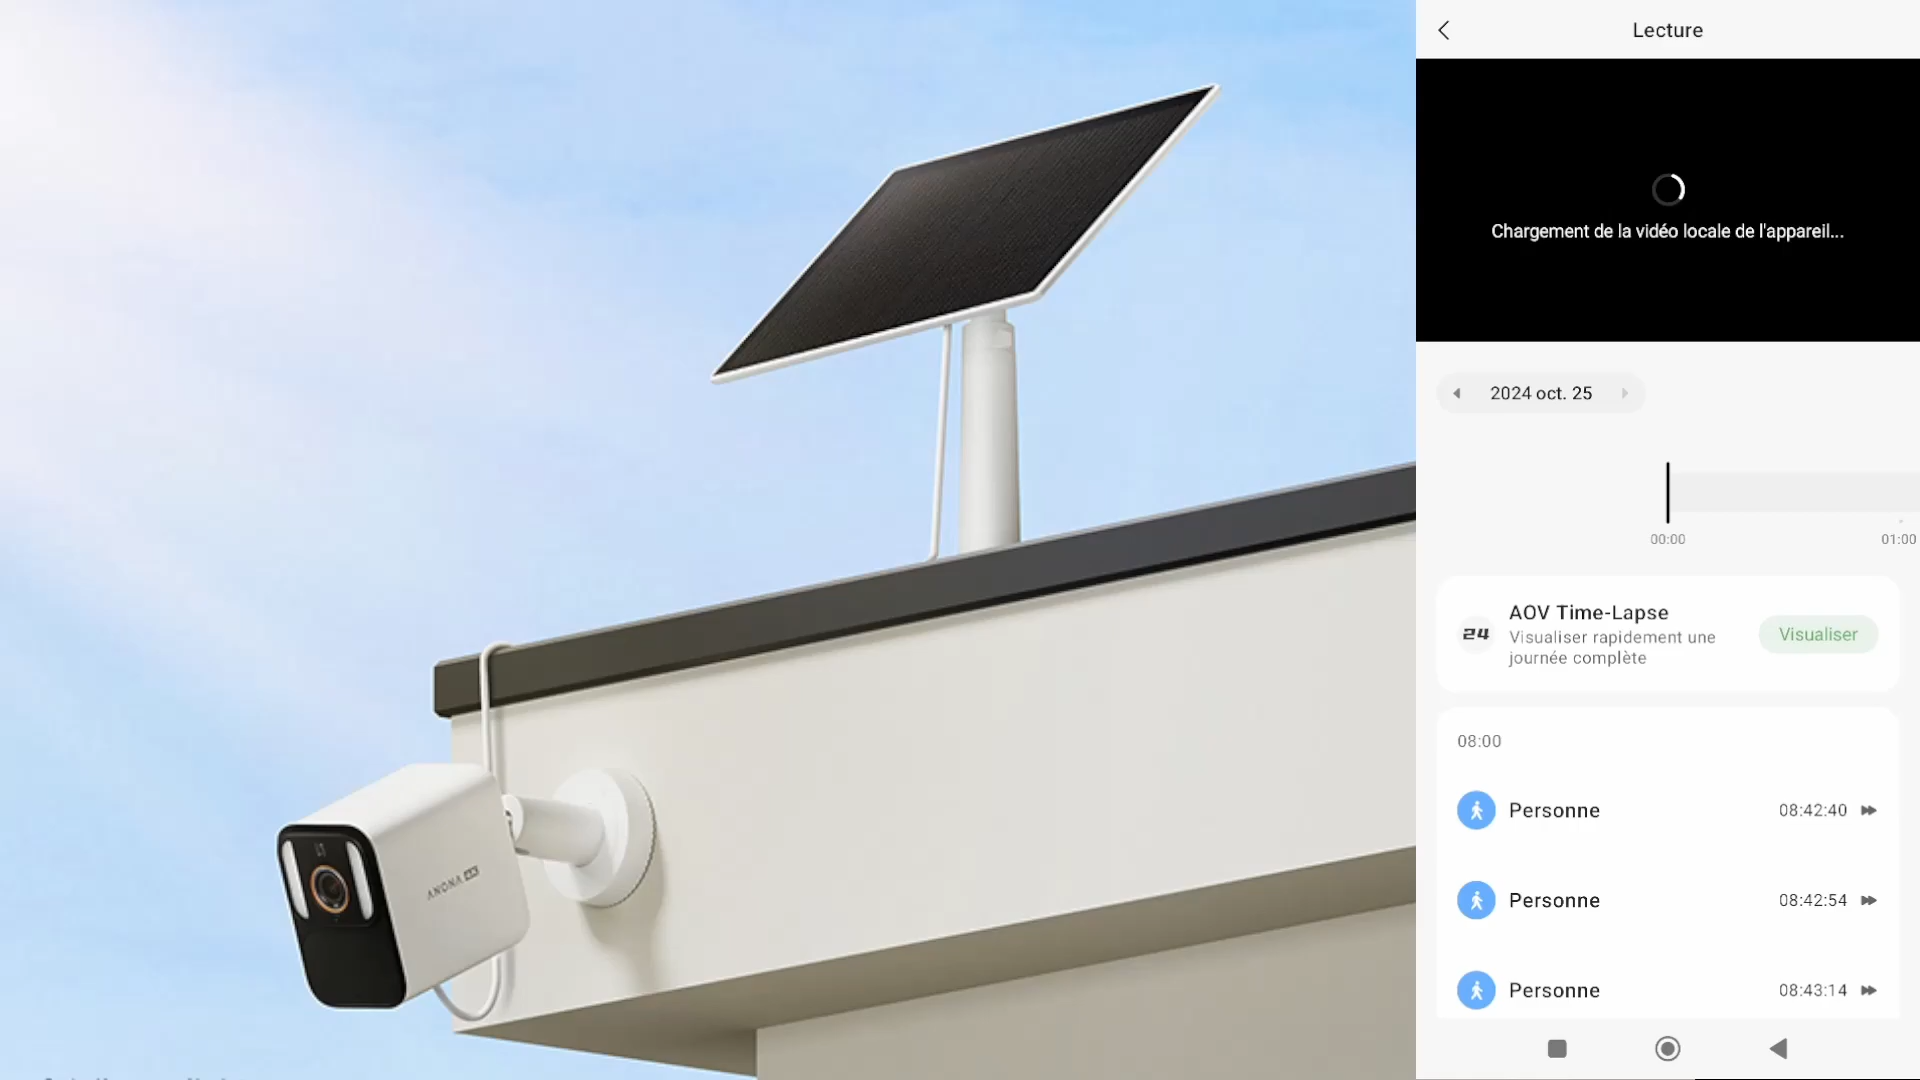 Lecture
Chargement de la vidéo locale de l'appareil...
2024 oct. 25
00:00
01:00
24
AOV Time-Lapse
Visualiser rapidement une
journée complète
Visualiser
08:00
Personne
08:42:40
Personne
08:42:54
Personne
08:43:14
ANONA 4K